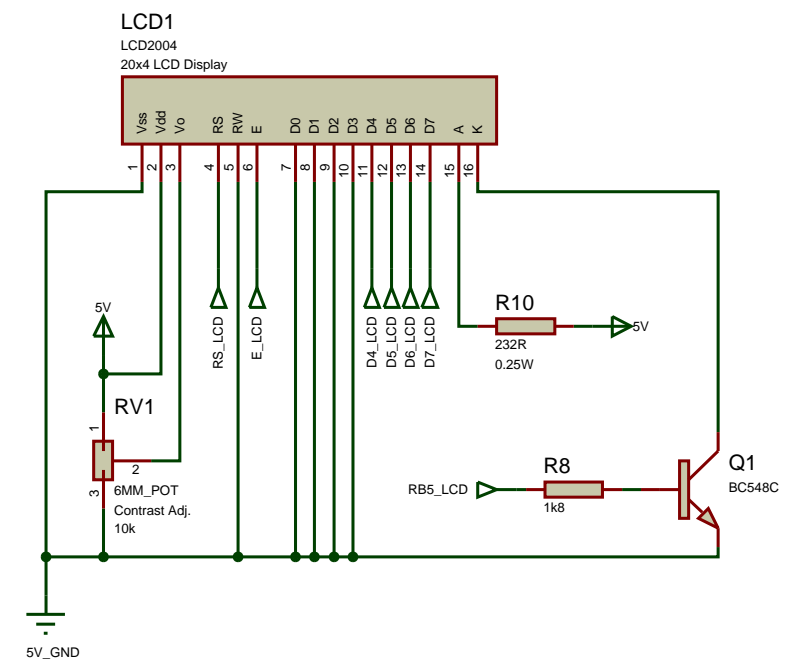 LCD1
LCD2004
20x4 LCD Display
Vss
Vdd
Vo
RS
RW
E
D0
D1
D2
D3
D4
D5
D6
D7
A
K
1
2
3
4
5
6
7
8
9
10
11
12
13
14
15
16
5V
RS_LCD
E_LCD
D4_LCD
D5_LCD
D6_LCD
D7_LCD
R10
232R
0.25W
5V
RV1
1
2
3
6MM_POT
Contrast Adj.
10k
RB5_LCD
R8
1k8
Q1
BC548C
5V_GND